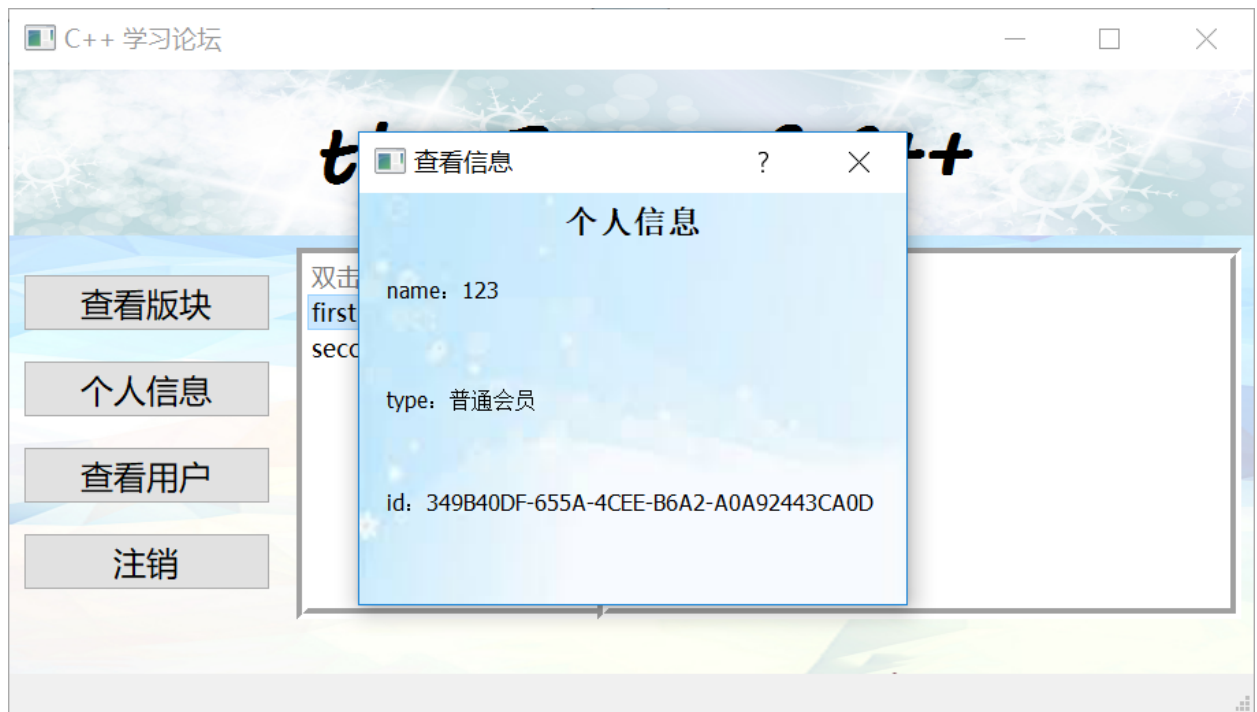 C++ 学习论坛
++
查看信息
?
个人信息
name：123
type：普通会员
id：349B40DF-655A-4CEE-B6A2-A0A92443CA0D
查看版块
个人信息
查看用户
注销
双击
first